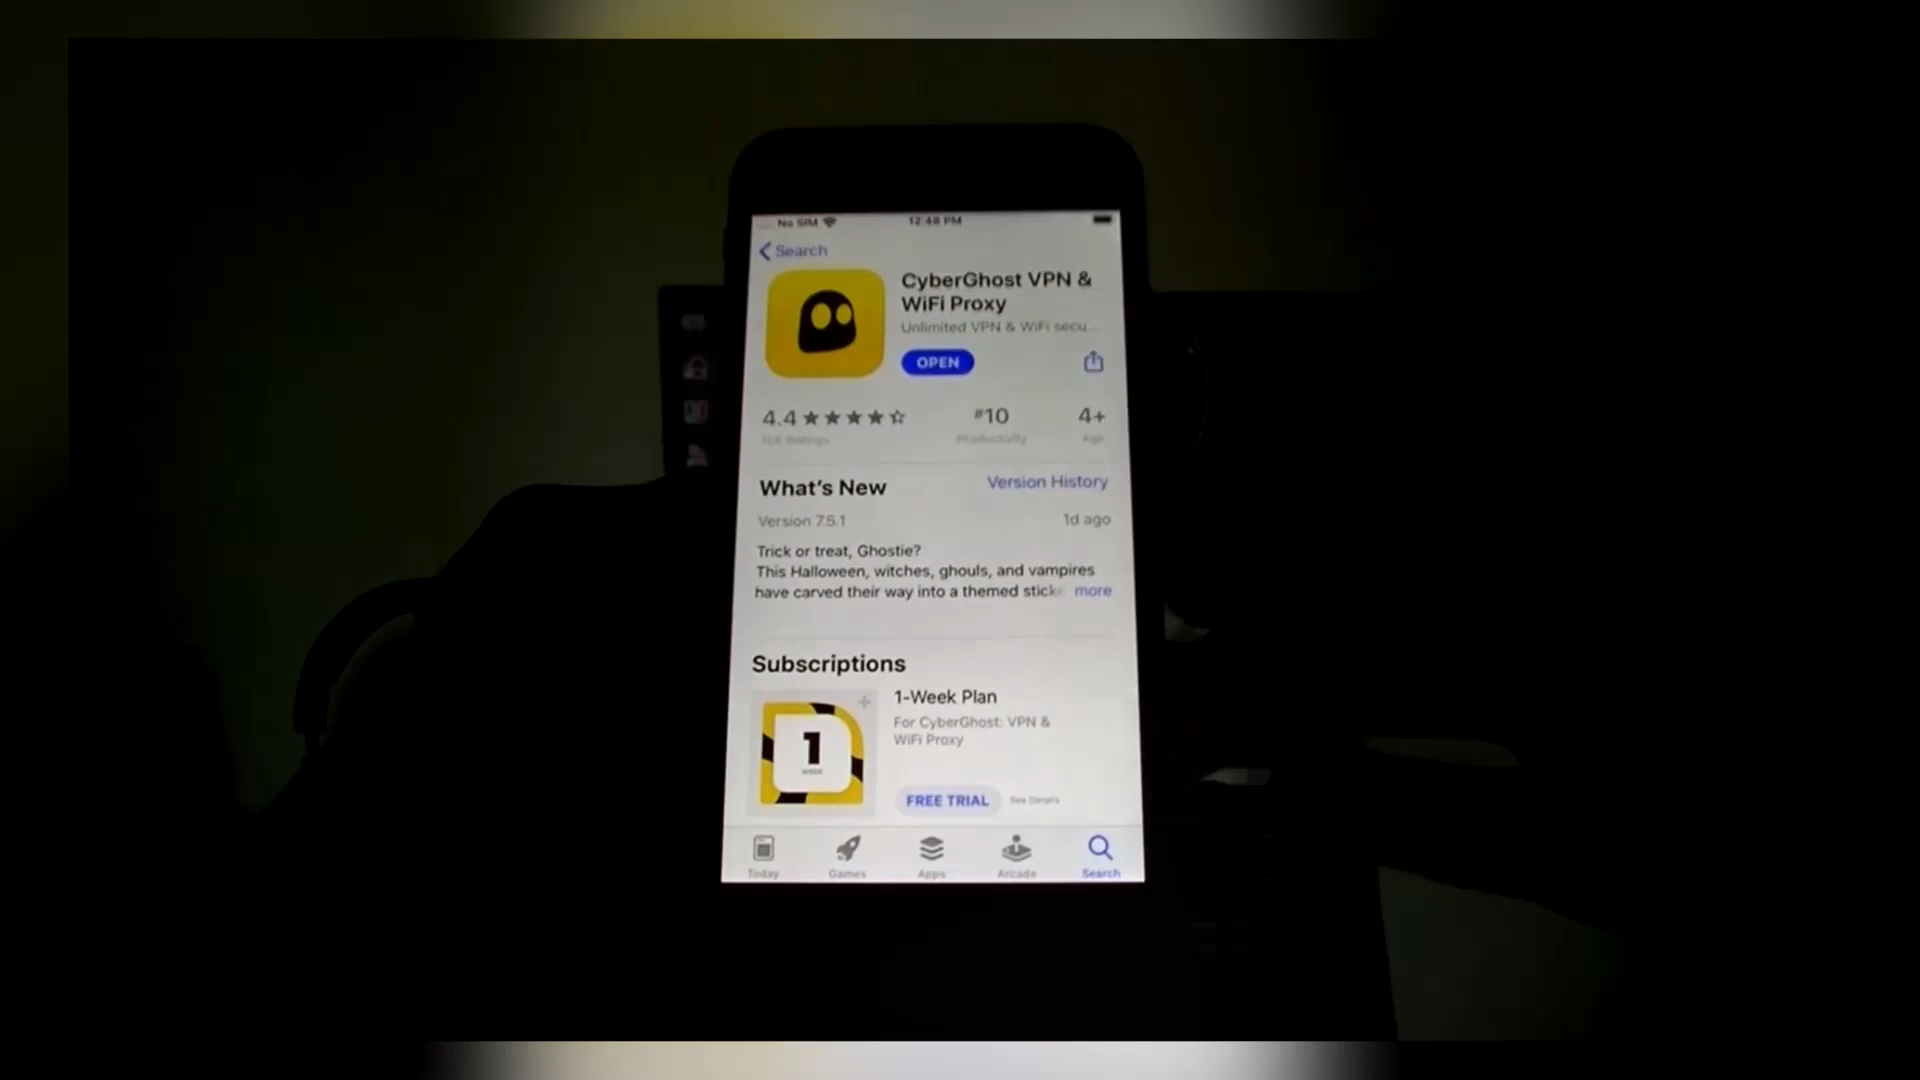 No SIM 12:48 PM
Search
CyberGhost VPN &
WiFi Proxy
Unlimited VPN & WiFi secu...
OPEN
4.4 #10 4+
Ratings Productivity Age
What's New Version History
Version 7.5.1 1d ago
Trick or treat, Ghostie?
This Halloween, witches, ghouls, and vampires
have carved their way into a themed sticke more
Subscriptions
1-Week Plan
For CyberGhost: VPN &
WiFi Proxy
1
FREE TRIAL See Details
Today Games Apps Arcade Search